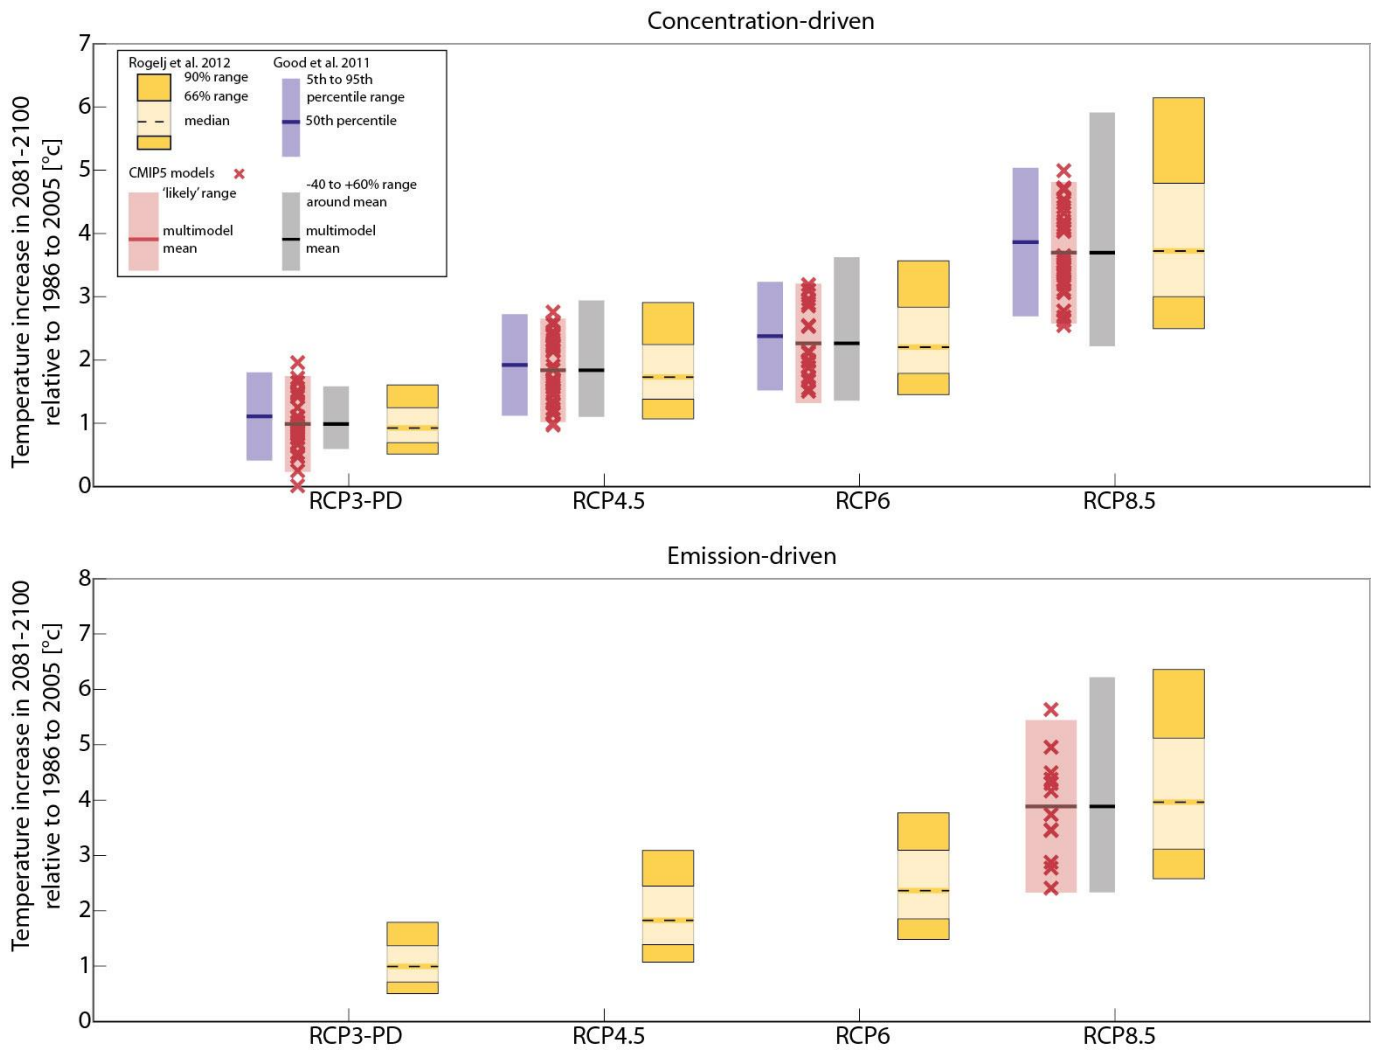 Concentration-driven
Temperature increase in 2081-2100
relative to 1986 to 2005 [°c]
7
6
5
4
3
2
1
0
Rogelj et al. 2012
90% range
66% range
median
Good et al. 2011
5th to 95th
percentile range
50th percentile
CMIP5 models
'likely' range
multimodel
mean
-40 to +60% range
around mean
multimodel
mean
RCP3-PD RCP4.5 RCP6 RCP8.5
Emission-driven
Temperature increase in 2081-2100
relative to 1986 to 2005 [°c]
8
7
6
5
4
3
2
1
0
RCP3-PD RCP4.5 RCP6 RCP8.5